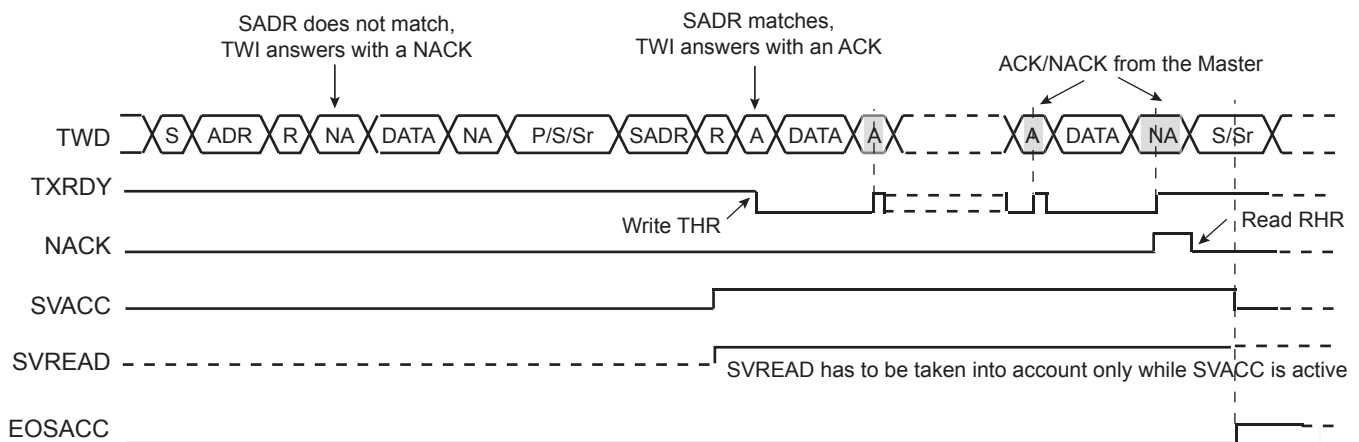 SADR does not match,
TWI answers with a NACK
SADR matches,
TWI answers with an ACK
ACK/NACK from the Master
TWD S ADR R NA DATA NA P/S/Sr SADR R A DATA A A DATA NA S/Sr
TXRDY
Write THR
Read RHR
NACK
SVACC
SVREAD
SVREAD has to be taken into account only while SVACC is active
EOSACC